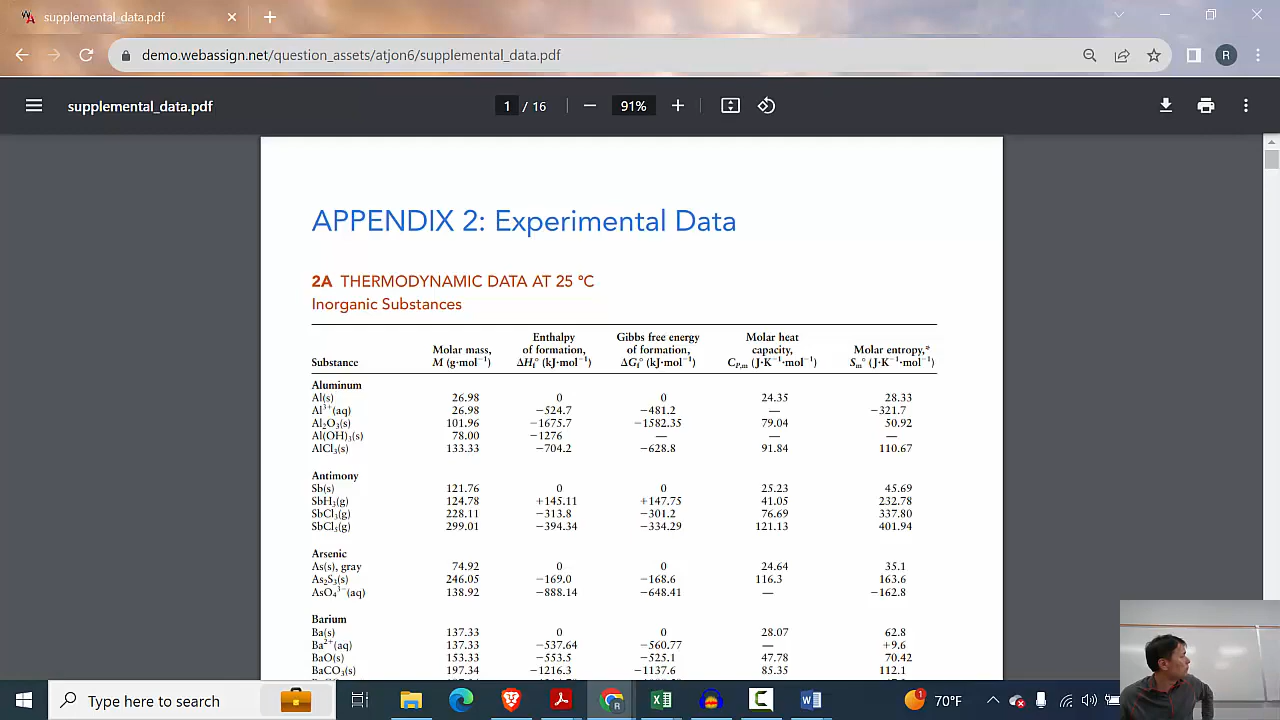 supplemental_data.pdf
demo.webassign.net/question_assets/atjon6/supplemental_data.pdf
R
supplemental_data.pdf
1 / 16
91%
APPENDIX 2: Experimental Data
2A THERMODYNAMIC DATA AT 25 °C
Inorganic Substances
Substance Molar mass, M (g·mol⁻¹) Enthalpy of formation, ΔHf° (kJ·mol⁻¹) Gibbs free energy of formation, ΔGf° (kJ·mol⁻¹) Molar heat capacity, CP,m (J·K⁻¹·mol⁻¹) Molar entropy,* Sm° (J·K⁻¹·mol⁻¹)
Aluminum
Al(s) 26.98 0 0 24.35 28.33
Al³⁺(aq) 26.98 −524.7 −481.2 — −321.7
Al₂O₃(s) 101.96 −1675.7 −1582.35 79.04 50.92
Al(OH)₃(s) 78.00 −1276 — — —
AlCl₃(s) 133.33 −704.2 −628.8 91.84 110.67
Antimony
Sb(s) 121.76 0 0 25.23 45.69
SbH₃(g) 124.78 +145.11 +147.75 41.05 232.78
SbCl₃(g) 228.11 −313.8 −301.2 76.69 337.80
SbCl₅(g) 299.01 −394.34 −334.29 121.13 401.94
Arsenic
As(s), gray 74.92 0 0 24.64 35.1
As₂S₃(s) 246.05 −169.0 −168.6 116.3 163.6
AsO₄³⁻(aq) 138.92 −888.14 −648.41 — −162.8
Barium
Ba(s) 137.33 0 0 28.07 62.8
Ba²⁺(aq) 137.33 −537.64 −560.77 — +9.6
BaO(s) 153.33 −553.5 −525.1 47.78 70.42
BaCO₃(s) 197.34 −1216.3 −1137.6 85.35 112.1
Type here to search
1
70°F